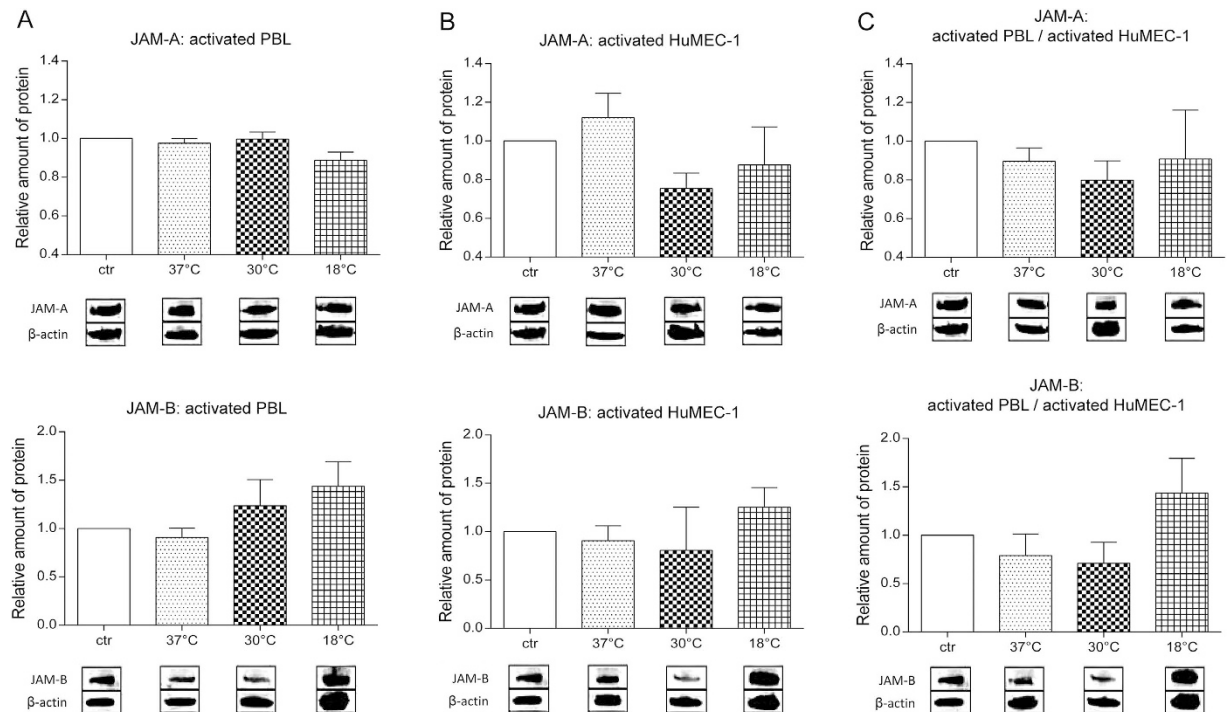 A
JAM-A: activated PBL
Relative amount of protein
1.4
1.2
1.0
0.8
0.6
0.4
ctr 37°C 30°C 18°C
JAM-A
β-actin
B
JAM-A: activated HuMEC-1
Relative amount of protein
1.4
1.2
1.0
0.8
0.6
0.4
ctr 37°C 30°C 18°C
JAM-A
β-actin
C
JAM-A:
activated PBL / activated HuMEC-1
Relative amount of protein
1.4
1.2
1.0
0.8
0.6
0.4
ctr 37°C 30°C 18°C
JAM-A
β-actin
JAM-B: activated PBL
Relative amount of protein
2.0
1.5
1.0
0.5
0.0
ctr 37°C 30°C 18°C
JAM-B
β-actin
JAM-B: activated HuMEC-1
Relative amount of protein
2.0
1.5
1.0
0.5
0.0
ctr 37°C 30°C 18°C
JAM-B
β-actin
JAM-B:
activated PBL / activated HuMEC-1
Relative amount of protein
2.0
1.5
1.0
0.5
0.0
ctr 37°C 30°C 18°C
JAM-B
β-actin